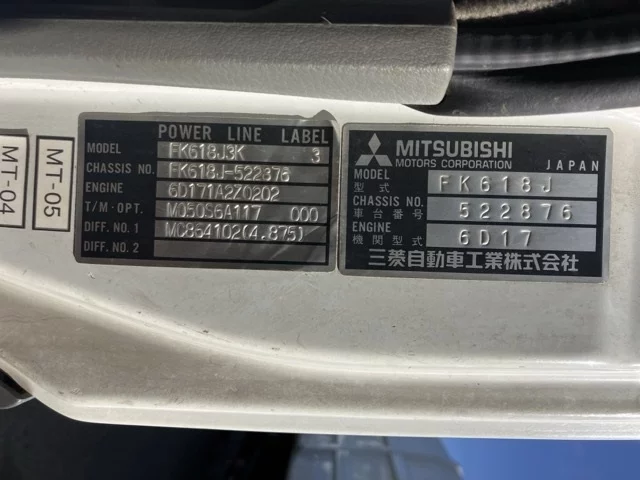 MT-04
MT-05
POWER LINE LABEL
MODEL FK618J3K 3
CHASSIS NO. FK618J-522876
ENGINE 6D171A2Z0202
T/M·OPT. M050S6A117 000
DIFF. NO. 1 MC864102(4.875)
DIFF. NO. 2
MITSUBISHI
MOTORS CORPORATION JAPAN
MODEL
型式 FK618J
CHASSIS NO.
車台番号 522876
ENGINE
機関型式 6D17
三菱自動車工業株式会社